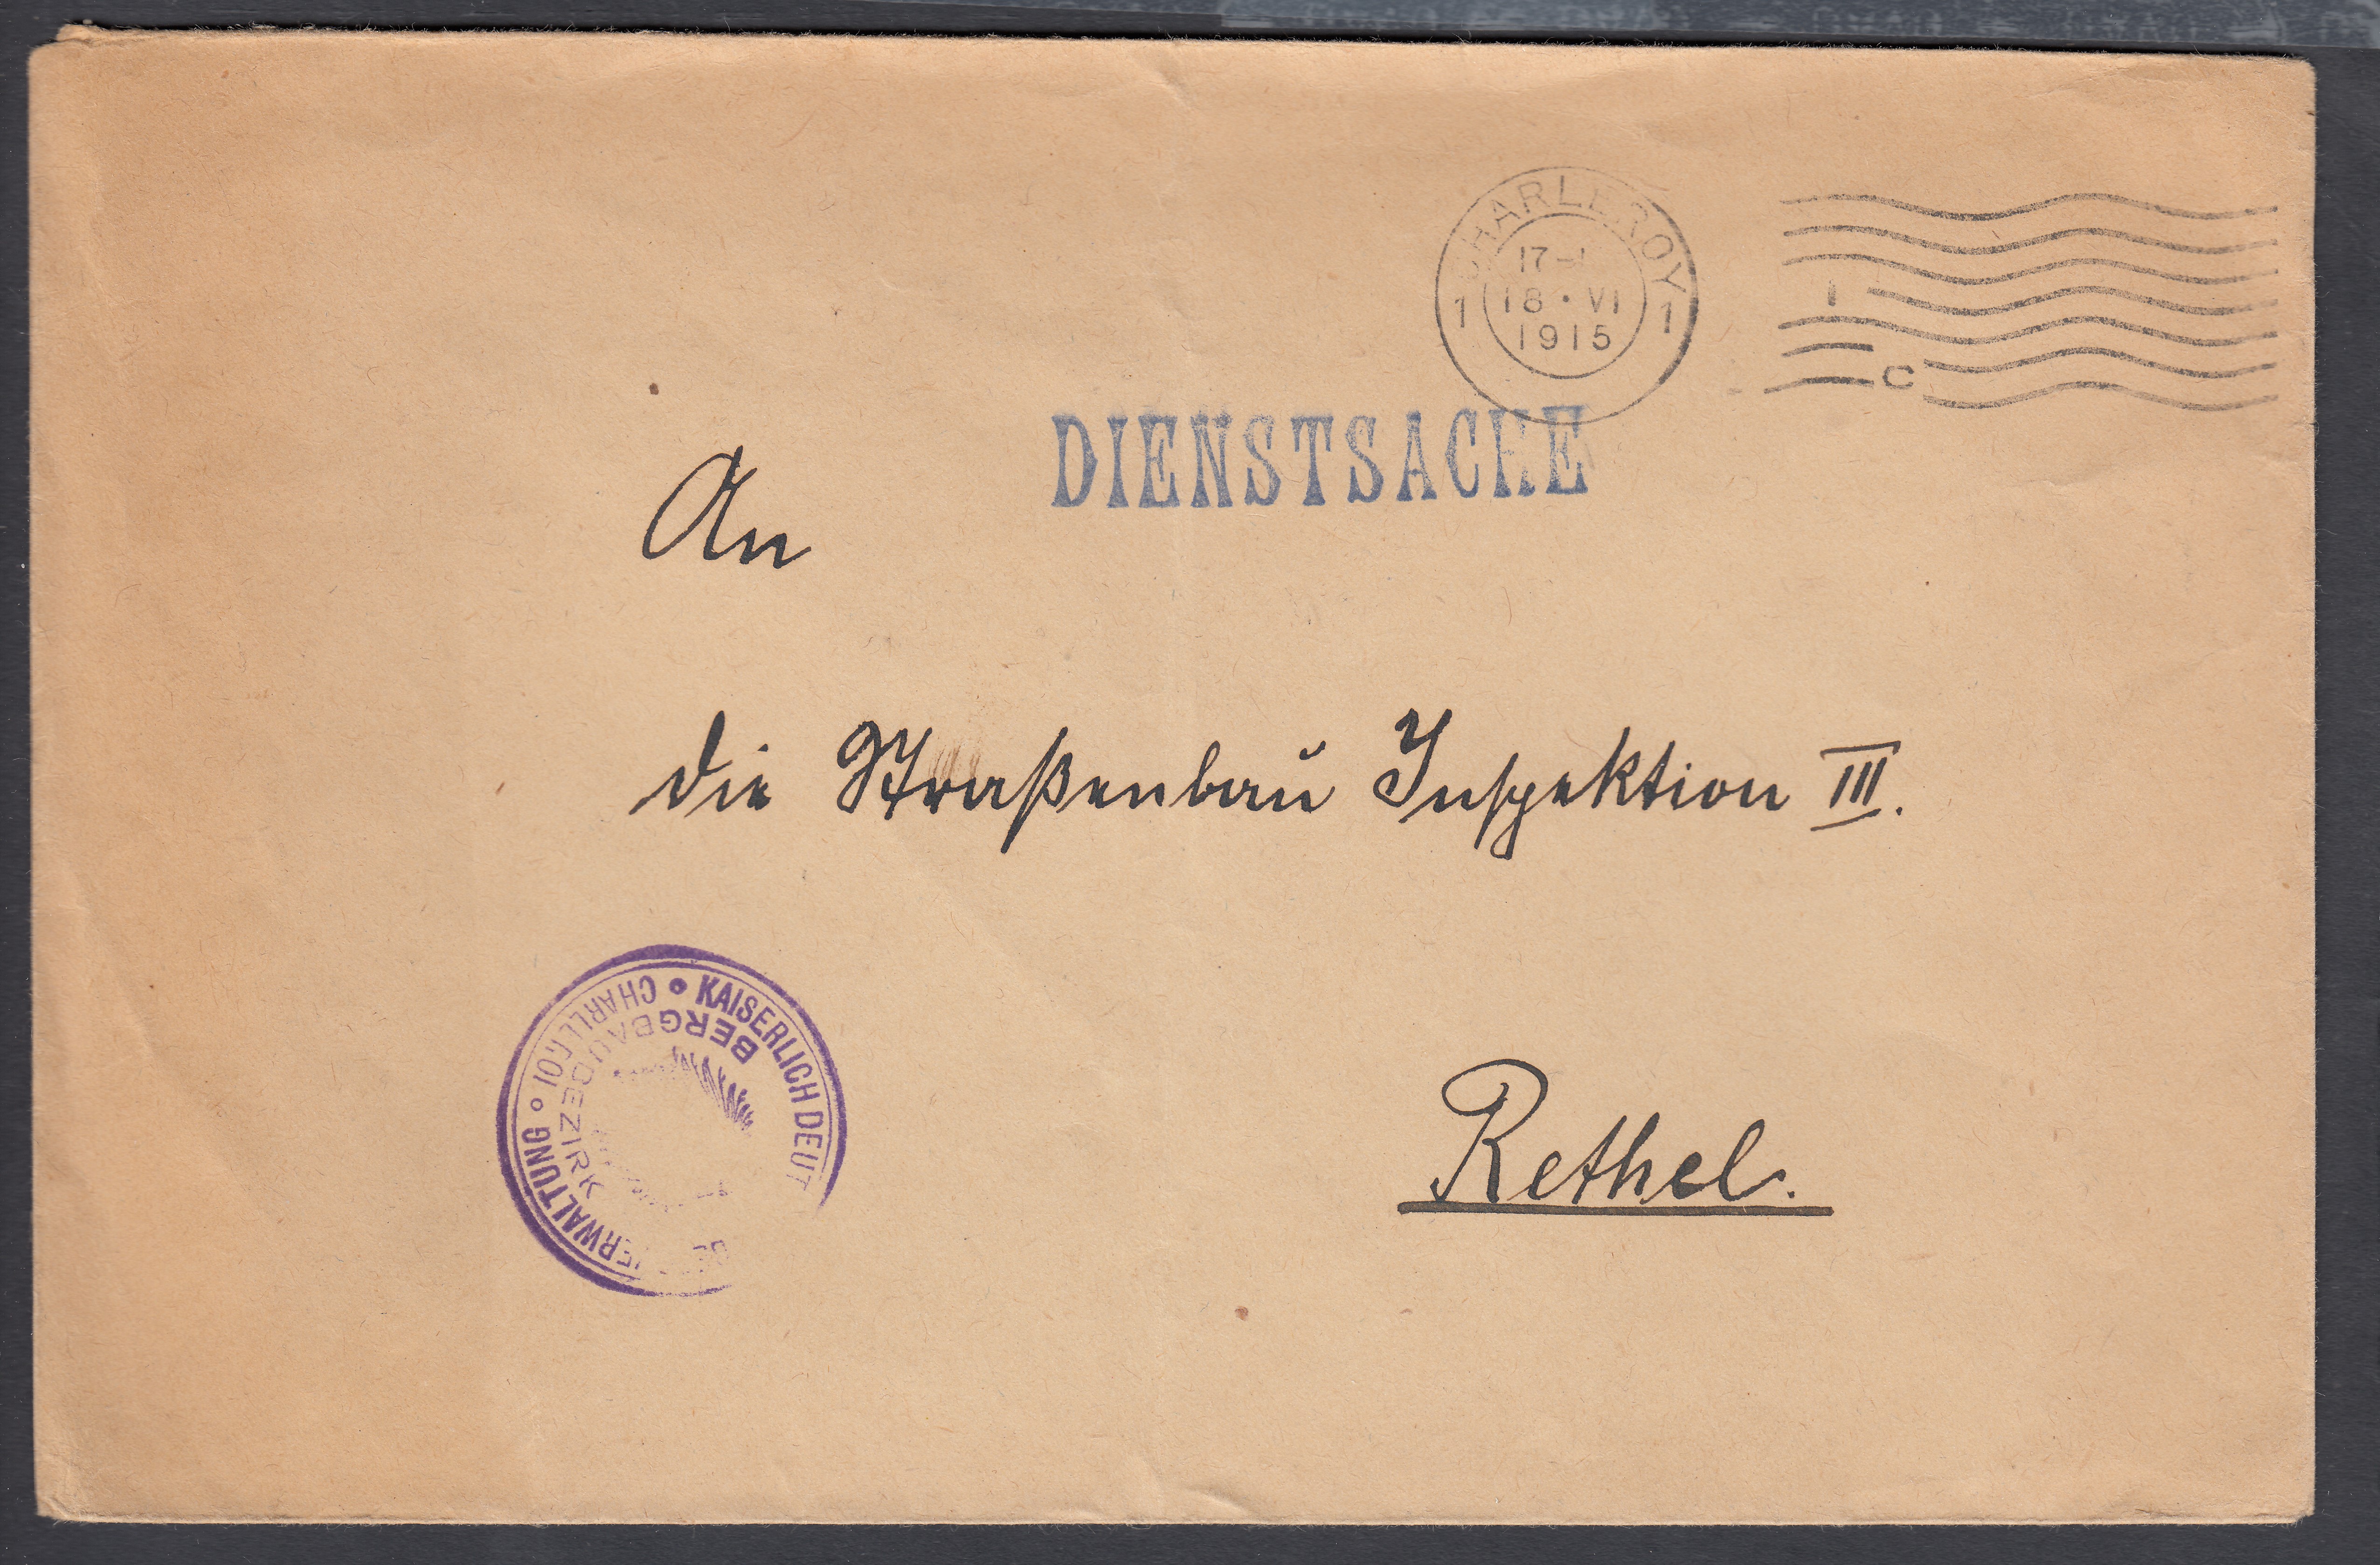 CHARLEROY
17-
1 18 · VI 1
1915
1
C
DIENSTSACHE
An
die Straßenbau Inspektion III.
Rethel.
KAISERLICH DEUT
VERWALTUNG
CHARLEROI
BERGBAUBEZIRK